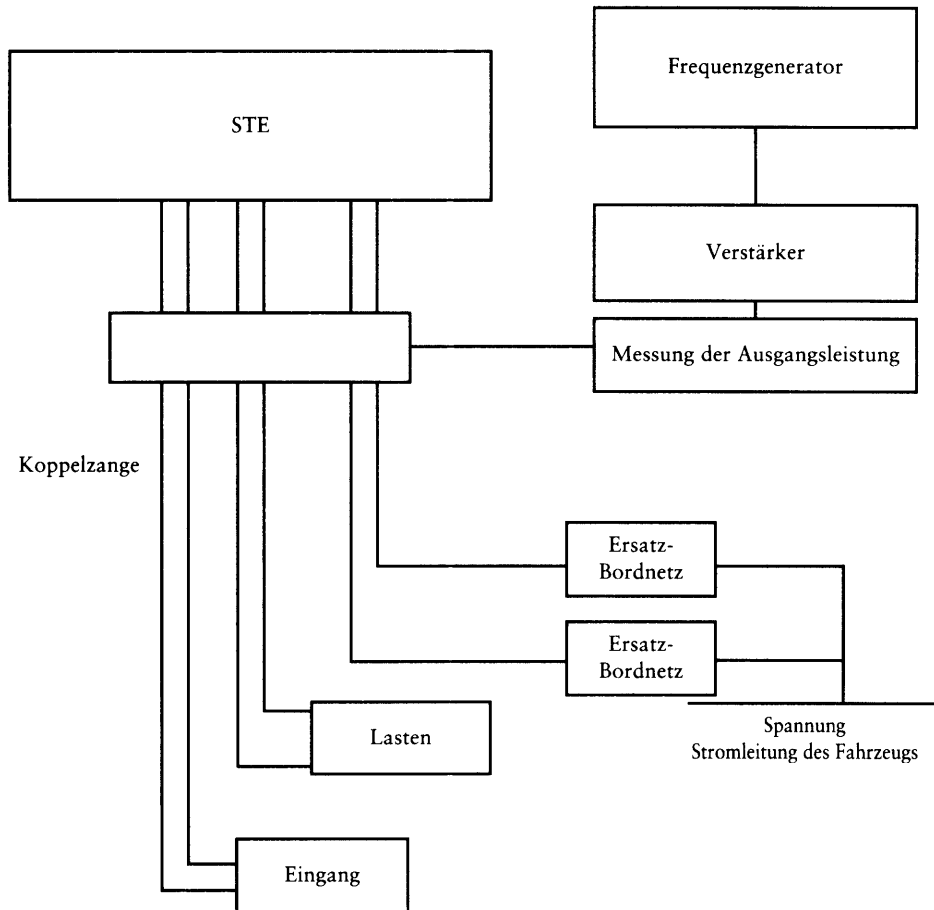 Frequenzgenerator
STE
Verstärker
Messung der Ausgangsleistung
Koppelzange
Ersatz-
Bordnetz
Ersatz-
Bordnetz
Lasten
Spannung
Stromleitung des Fahrzeugs
Eingang